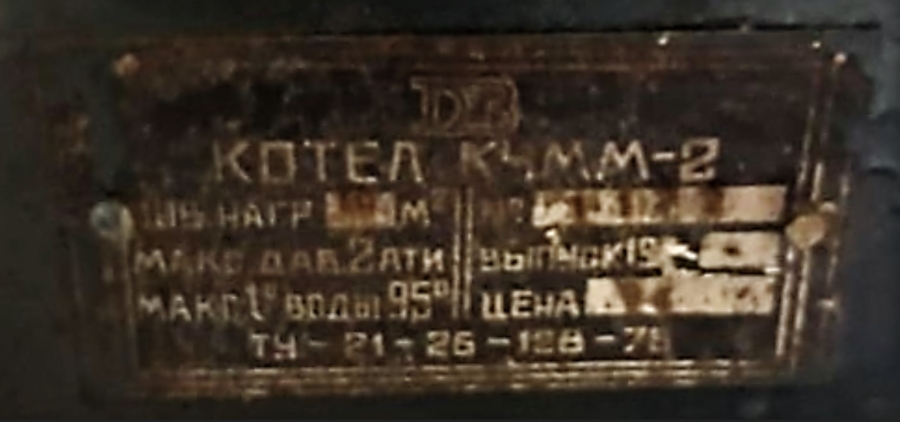 КОТЕЛ КЧММ-2
НАГР М²
№
МАКС ДАВ. 2 АТИ
ВЫПУСК 19
МАКС t° ВОДЫ 95°
ЦЕНА
ТУ-21-26-128-78